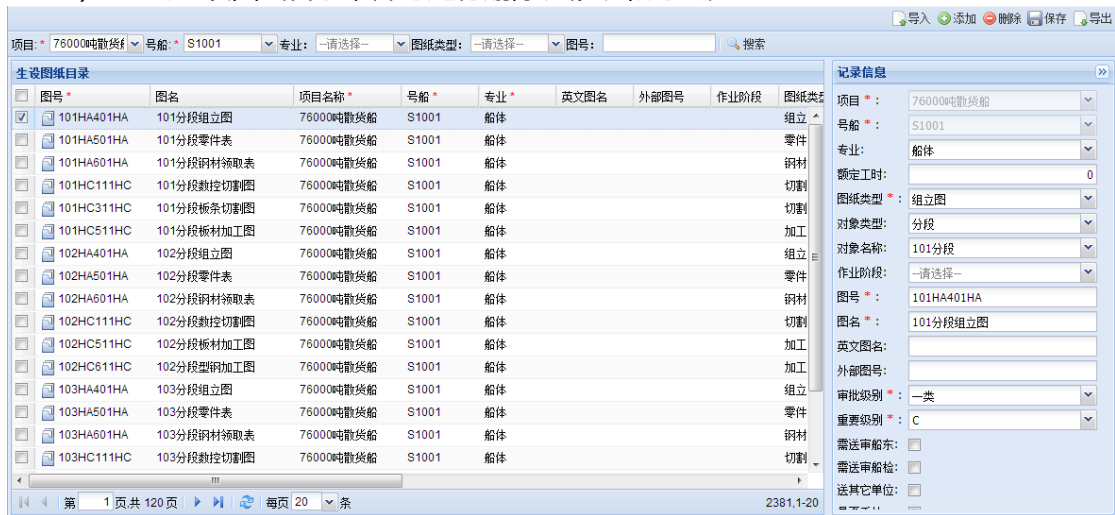 导入 添加 删除 保存 导出
项目:* 76000吨散货 号船:* S1001 专业: --请选择-- 图纸类型: --请选择-- 图号: 搜索
生设图纸目录
图号* 图名 项目名称* 号船* 专业* 英文图名 外部图号 作业阶段 图纸类
101HA401HA 101分段组立图 76000吨散货船 S1001 船体 组立
101HA501HA 101分段零件表 76000吨散货船 S1001 船体 零件
101HA601HA 101分段钢材领取表 76000吨散货船 S1001 船体 钢材
101HC111HC 101分段数控切割图 76000吨散货船 S1001 船体 切割
101HC311HC 101分段板条切割图 76000吨散货船 S1001 船体 切割
101HC511HC 101分段板材加工图 76000吨散货船 S1001 船体 加工
102HA401HA 102分段组立图 76000吨散货船 S1001 船体 组立
102HA501HA 102分段零件表 76000吨散货船 S1001 船体 零件
102HA601HA 102分段钢材领取表 76000吨散货船 S1001 船体 钢材
102HC111HC 102分段数控切割图 76000吨散货船 S1001 船体 切割
102HC511HC 102分段板材加工图 76000吨散货船 S1001 船体 加工
102HC611HC 102分段型钢加工图 76000吨散货船 S1001 船体 加工
103HA401HA 103分段组立图 76000吨散货船 S1001 船体 组立
103HA501HA 103分段零件表 76000吨散货船 S1001 船体 零件
103HA601HA 103分段钢材领取表 76000吨散货船 S1001 船体 钢材
103HC111HC 103分段数控切割图 76000吨散货船 S1001 船体 切割
第 1 页,共 120 页 每页 20 条 2381,1-20
记录信息
项目 *: 76000吨散货船
号船 *: S1001
专业: 船体
额定工时: 0
图纸类型 *: 组立图
对象类型: 分段
对象名称: 101分段
作业阶段: --请选择--
图号 *: 101HA401HA
图名 *: 101分段组立图
英文图名:
外部图号:
审批级别 *: 一类
重要级别 *: C
需送审船东:
需送审船检:
送其它单位: